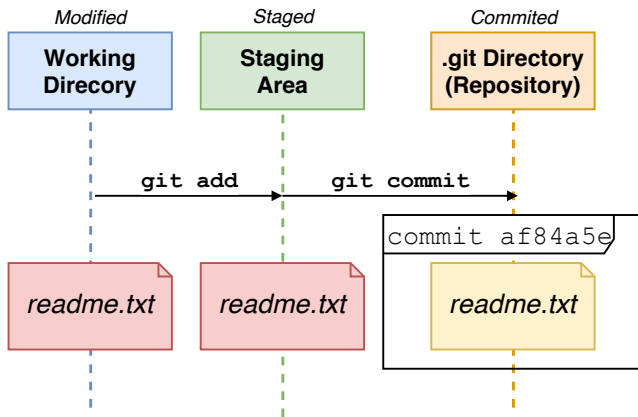 Modified
Staged
Commited
Working
Direcory
Staging
Area
.git Directory
(Repository)
git add
git commit
commit af84a5e
readme.txt
readme.txt
readme.txt